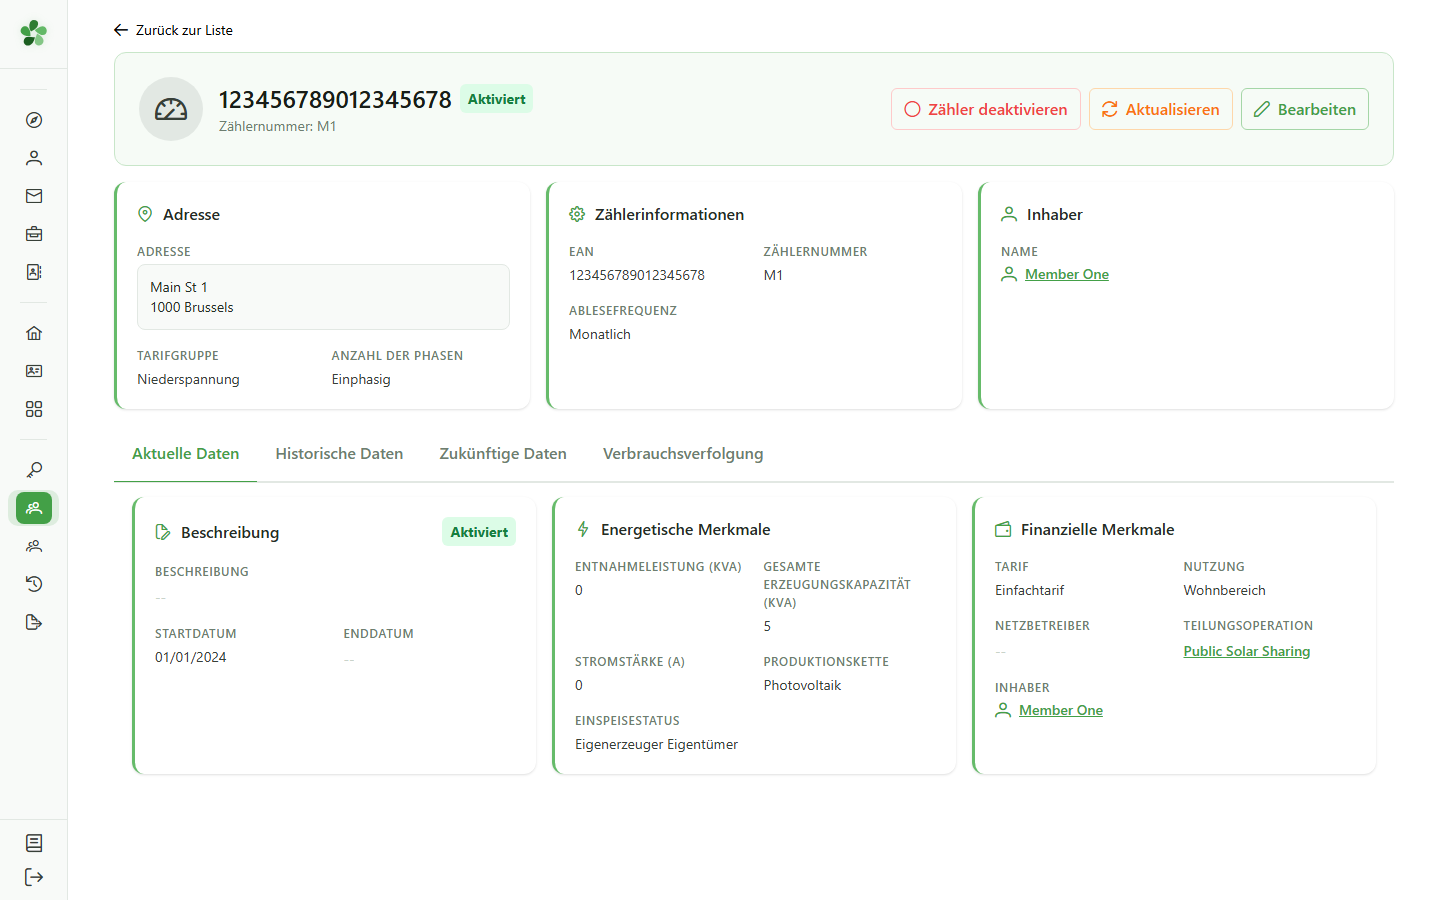 Zurück zur Liste
123456789012345678 Aktiviert
Zählernummer: M1
Zähler deaktivieren
Aktualisieren
Bearbeiten
Adresse
ADRESSE
Main St 1
1000 Brussels
TARIFGRUPPE
Niederspannung
ANZAHL DER PHASEN
Einphasig
Zählerinformationen
EAN
123456789012345678
ZÄHLERNUMMER
M1
ABLESEFREQUENZ
Monatlich
Inhaber
NAME
Member One
Aktuelle Daten
Historische Daten
Zukünftige Daten
Verbrauchsverfolgung
Beschreibung
Aktiviert
BESCHREIBUNG
--
STARTDATUM
01/01/2024
ENDDATUM
--
Energetische Merkmale
ENTNAHMELEISTUNG (KVA)
0
GESAMTE
ERZEUGUNGSKAPAZITÄT
(KVA)
5
STROMSTÄRKE (A)
0
PRODUKTIONSKETTE
Photovoltaik
EINSPEISESTATUS
Eigenerzeuger Eigentümer
Finanzielle Merkmale
TARIF
Einfachtarif
NUTZUNG
Wohnbereich
NETZBETREIBER
--
TEILUNGSOPERATION
Public Solar Sharing
INHABER
Member One